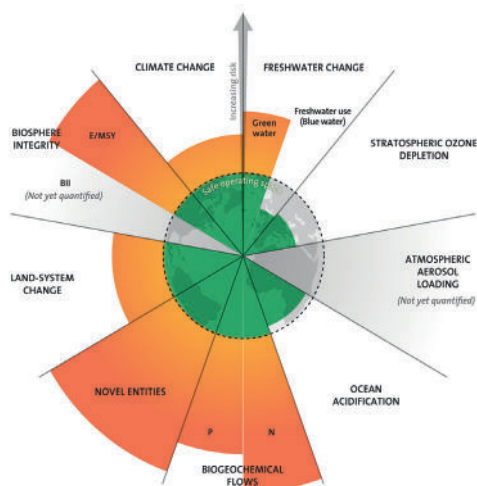 CLIMATE CHANGE
Increasing risk
FRESHWATER CHANGE
Green
water
Freshwater use
(Blue water)
STRATOSPHERIC OZONE
DEPLETION
BIOSPHERE
INTEGRITY
E/MSY
BII
(Not yet quantified)
Safe operating
ATMOSPHERIC
AEROSOL
LOADING
(Not yet quantified)
LAND-SYSTEM
CHANGE
OCEAN
ACIDIFICATION
NOVEL ENTITIES
P
N
BIOGEOCHEMICAL
FLOWS